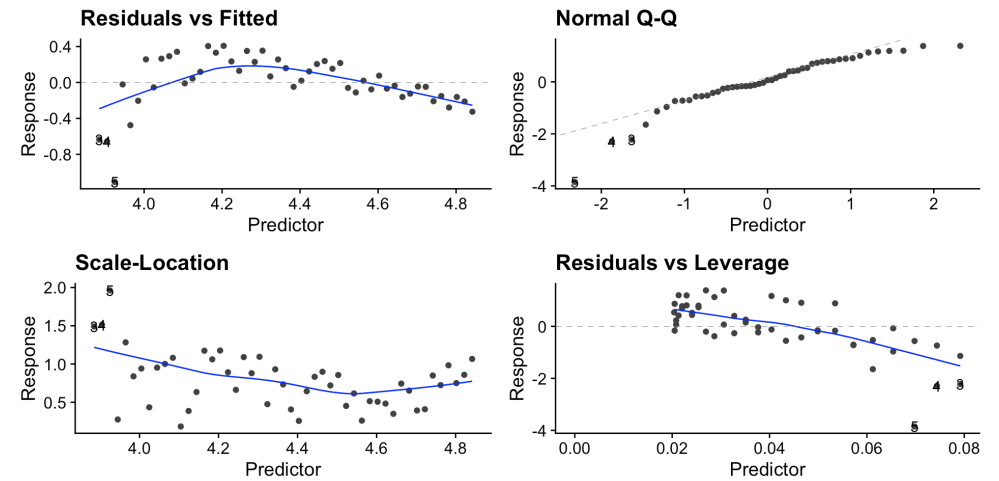 Residuals vs Fitted
Response
0.4
0.0
-0.4
-0.8
3
4
5
4.0 4.2 4.4 4.6 4.8
Predictor
Normal Q-Q
Response
0
-2
-4
4
3
5
-2 -1 0 1 2
Predictor
Scale-Location
Response
2.0
1.5
1.0
0.5
5
3
4
4.0 4.2 4.4 4.6 4.8
Predictor
Residuals vs Leverage
Response
0
-2
-4
4
3
5
0.00 0.02 0.04 0.06 0.08
Predictor